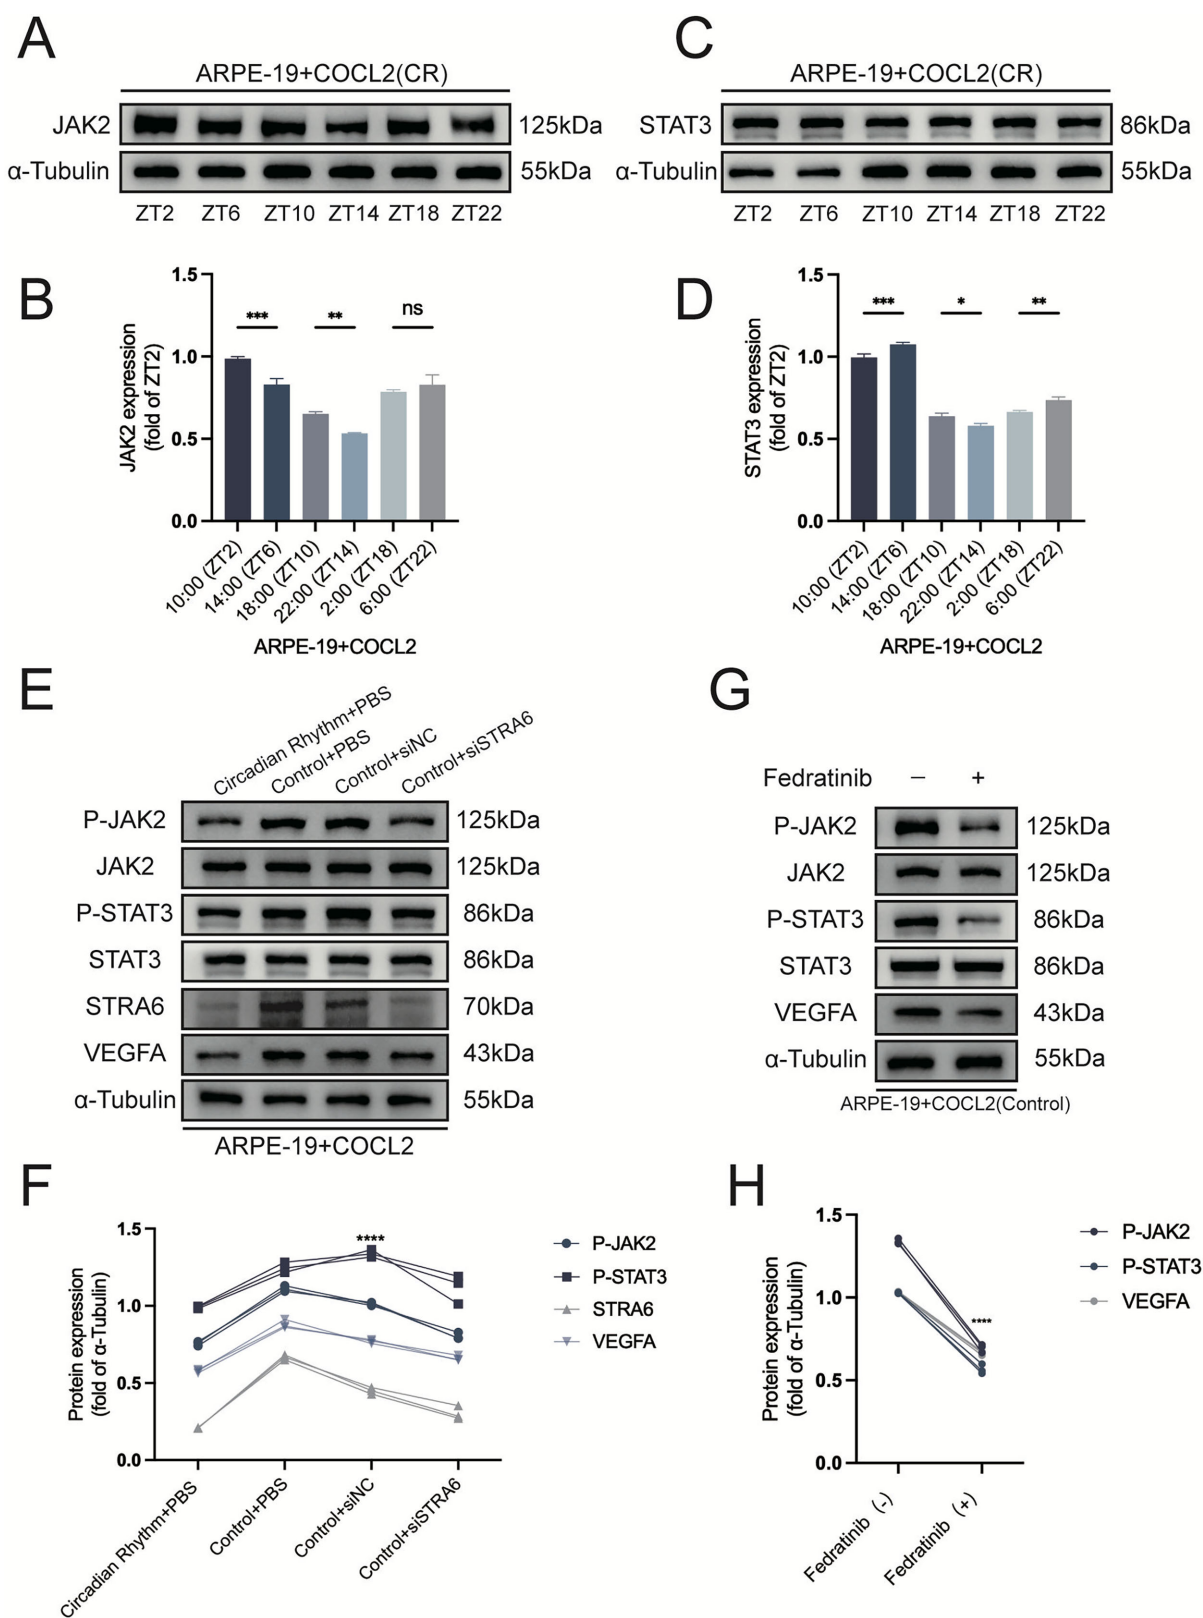 A
ARPE-19+COCL2(CR)
JAK2
125kDa
α-Tubulin
55kDa
ZT2 ZT6 ZT10 ZT14 ZT18 ZT22
C
ARPE-19+COCL2(CR)
STAT3
86kDa
α-Tubulin
55kDa
ZT2 ZT6 ZT10 ZT14 ZT18 ZT22
B
JAK2 expression
(fold of ZT2)
1.5
1.0
0.5
0.0
*** ** ns
10:00 (ZT2)
14:00 (ZT6)
18:00 (ZT10)
22:00 (ZT14)
2:00 (ZT18)
6:00 (ZT22)
ARPE-19+COCL2
D
STAT3 expression
(fold of ZT2)
1.5
1.0
0.5
0.0
*** * **
10:00 (ZT2)
14:00 (ZT6)
18:00 (ZT10)
22:00 (ZT14)
2:00 (ZT18)
6:00 (ZT22)
ARPE-19+COCL2
E
Circadian Rhythm+PBS
Control+PBS
Control+siNC
Control+siSTRA6
P-JAK2 125kDa
JAK2 125kDa
P-STAT3 86kDa
STAT3 86kDa
STRA6 70kDa
VEGFA 43kDa
α-Tubulin 55kDa
ARPE-19+COCL2
G
Fedratinib − +
P-JAK2 125kDa
JAK2 125kDa
P-STAT3 86kDa
STAT3 86kDa
VEGFA 43kDa
α-Tubulin 55kDa
ARPE-19+COCL2(Control)
F
Protein expression
(fold of α-Tubulin)
1.5
1.0
0.5
0.0
****
Circadian Rhythm+PBS
Control+PBS
Control+siNC
Control+siSTRA6
P-JAK2
P-STAT3
STRA6
VEGFA
H
Protein expression
(fold of α-Tubulin)
1.5
1.0
0.5
0.0
****
Fedratinib (-)
Fedratinib (+)
P-JAK2
P-STAT3
VEGFA